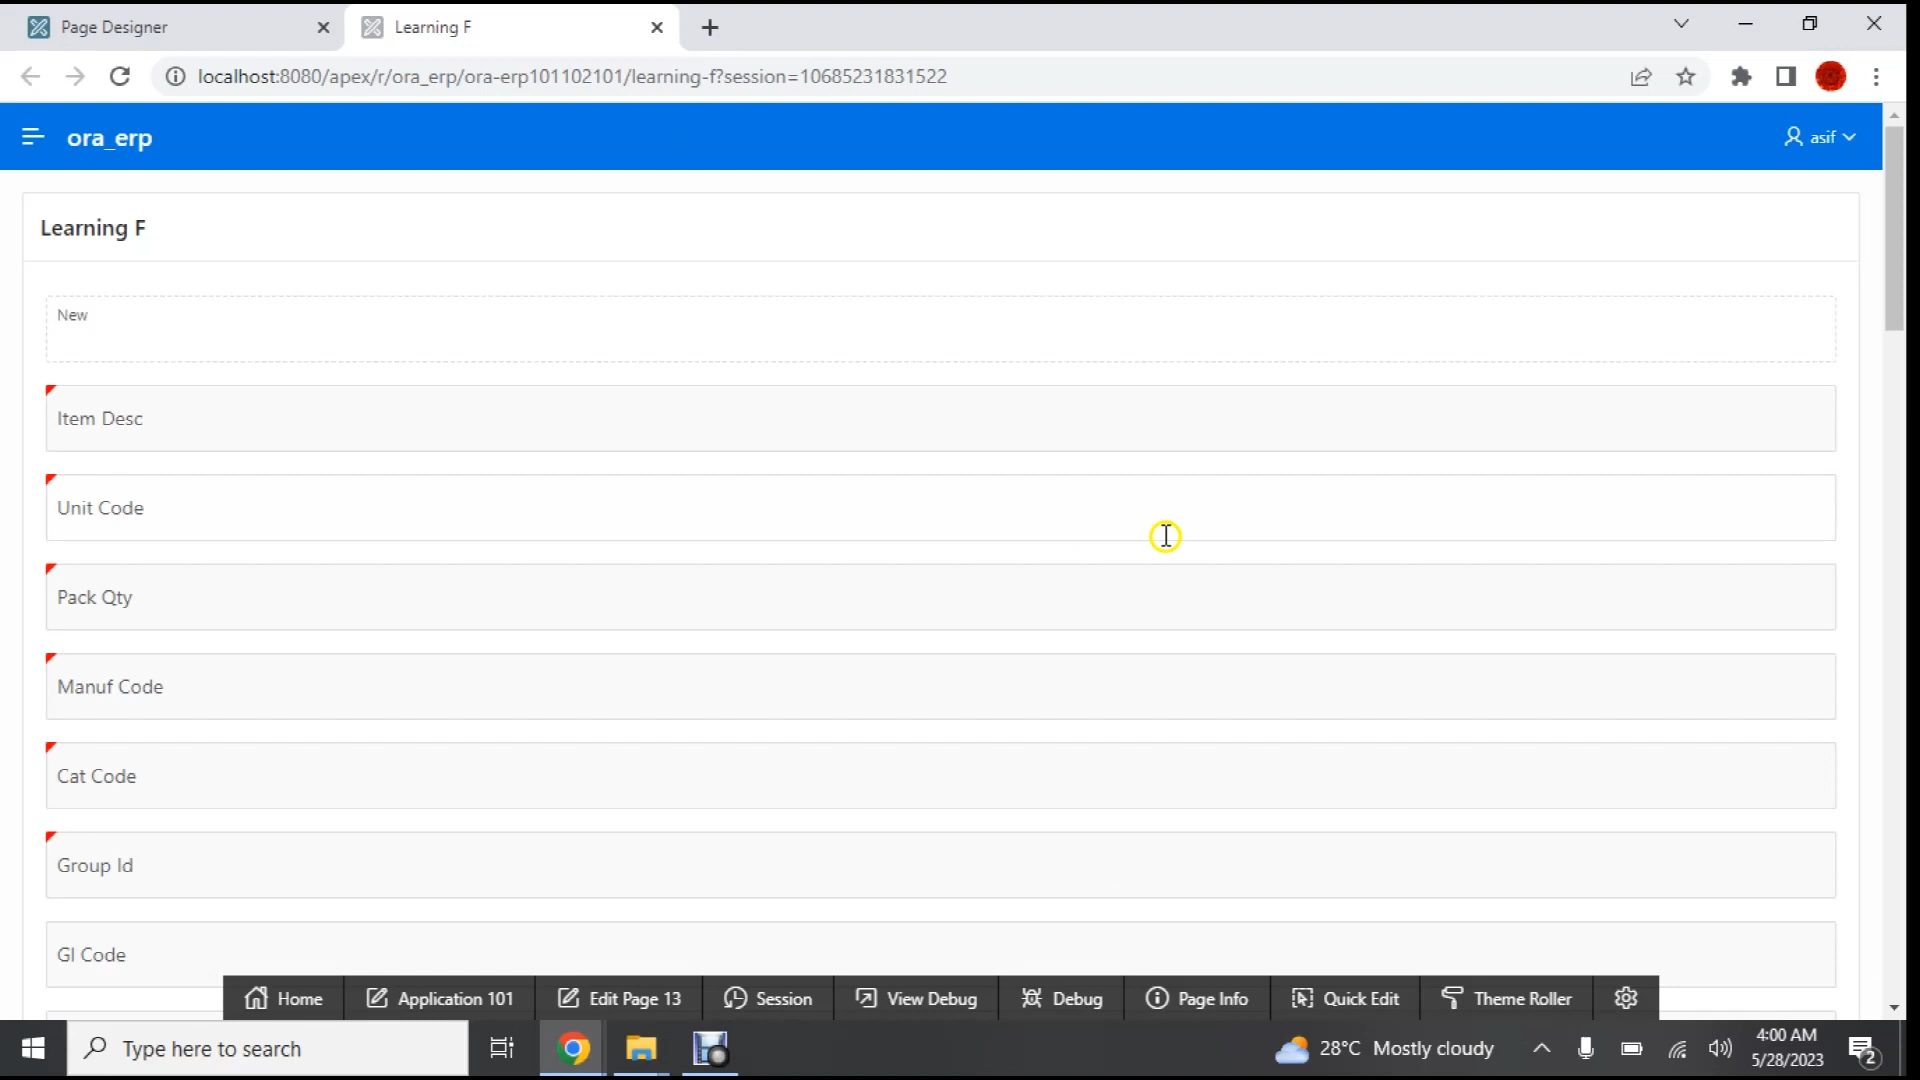 Page Designer
Learning F
localhost:8080/apex/r/ora_erp/ora-erp101102101/learning-f?session=10685231831522
ora_erp
asif
Learning F
New
Item Desc
Unit Code
Pack Qty
Manuf Code
Cat Code
Group Id
Gl Code
Home
Application 101
Edit Page 13
Session
View Debug
Debug
Page Info
Quick Edit
Theme Roller
Type here to search
28°C Mostly cloudy
4:00 AM
5/28/2023
2